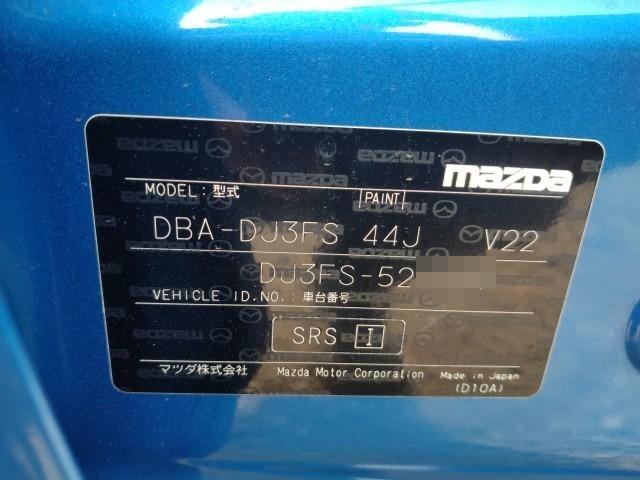 mazda
MODEL:型式 PAINT
DBA-DJ3FS 44J V22
DJ3FS-52
VEHICLE ID.NO.:車台番号
SRS I
マツダ株式会社 Mazda Motor Corporation Made in Japan
(D10A)